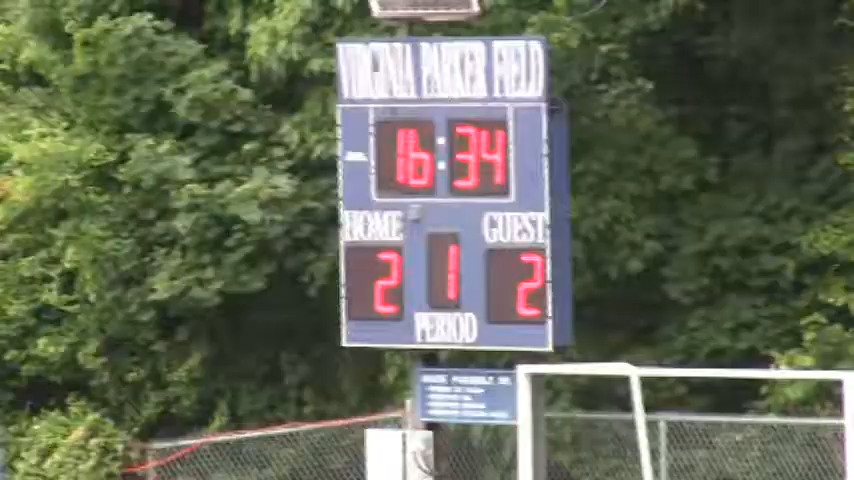 VIRGINIA PARKER FIELD
16:34
HOME GUEST
2 1 2
PERIOD